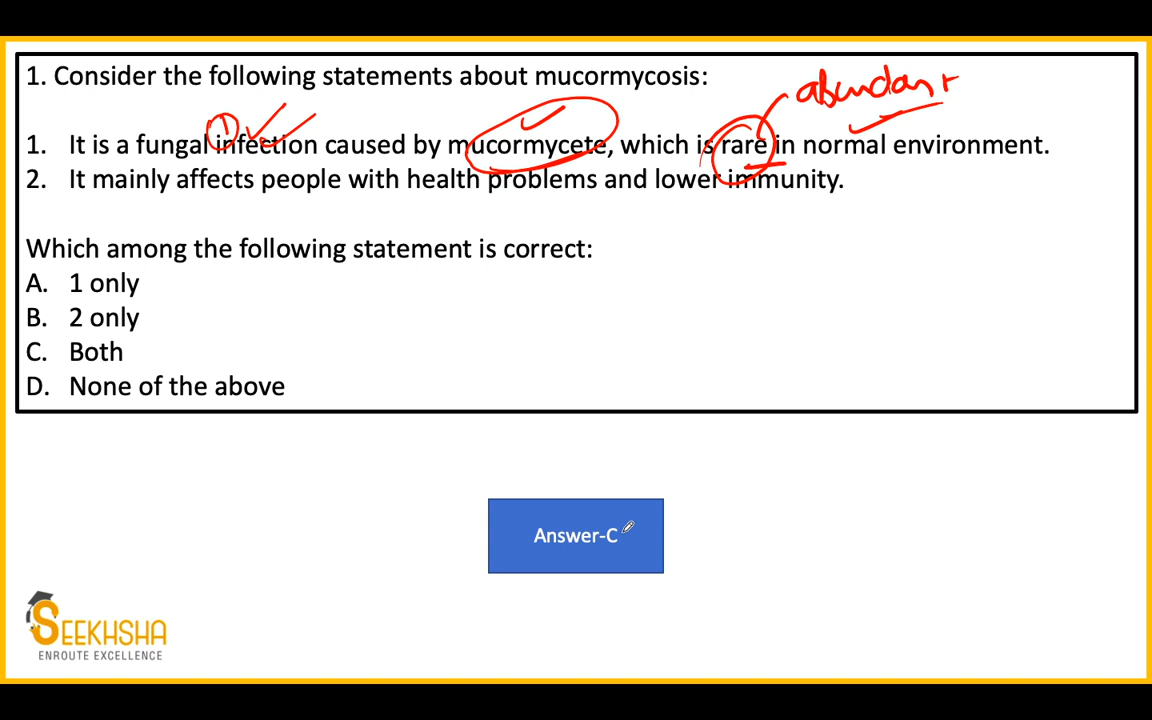 1. Consider the following statements about mucormycosis:
abundant
1
1. It is a fungal infection caused by mucormycete, which is rare in normal environment.
2. It mainly affects people with health problems and lower immunity.
Which among the following statement is correct:
A. 1 only
B. 2 only
C. Both
D. None of the above
Answer-C
SEEKHSHA
ENROUTE EXCELLENCE